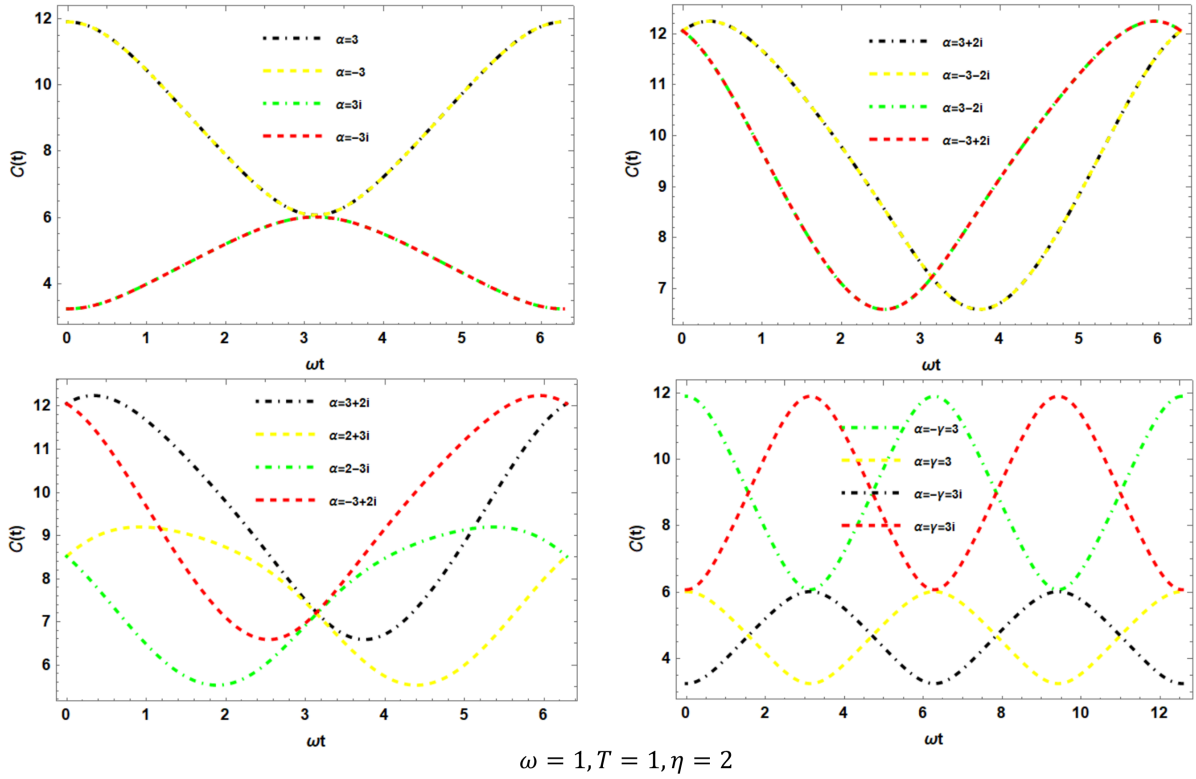 12
10
8
6
4
C(t)
α=3
α=−3
α=3i
α=−3i
0 1 2 3 4 5 6
ωt
12
11
10
9
8
7
C(t)
α=3+2i
α=−3−2i
α=3−2i
α=−3+2i
0 1 2 3 4 5 6
ωt
12
11
10
9
8
7
6
C(t)
α=3+2i
α=2+3i
α=2−3i
α=−3+2i
0 1 2 3 4 5 6
ωt
12
10
8
6
4
C(t)
α=−γ=3
α=γ=3
α=−γ=3i
α=γ=3i
0 2 4 6 8 10 12
ωt
ω = 1, T = 1, η = 2